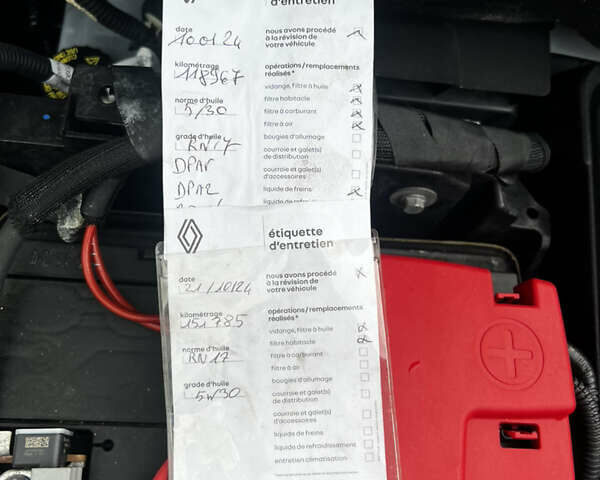 d'entretien
date
10.01.24
nous avons procédé
à la révision de
votre véhicule
kilométrage
118967
opérations/remplacements
réalisés*
vidange, filtre à huile
norme d'huile
5/30
filtre habitacle
filtre à carburant
filtre à air
grade d'huile
RN17
bougies d'allumage
courroie et galet(s)
de distribution
DPAR
courroie et galet(s)
d'accessoires
DPA2
liquide de freins
étiquette
d'entretien
date
21/10/24
nous avons procédé
à la révision de
votre véhicule
kilométrage
151785
opérations/remplacements
réalisés*
vidange, filtre à huile
norme d'huile
RN17
filtre habitacle
filtre à carburant
filtre à air
grade d'huile
5w30
bougies d'allumage
courroie et galet(s)
de distribution
courroie et galet(s)
d'accessoires
liquide de freins
liquide de refroidissement
entretien climatisation